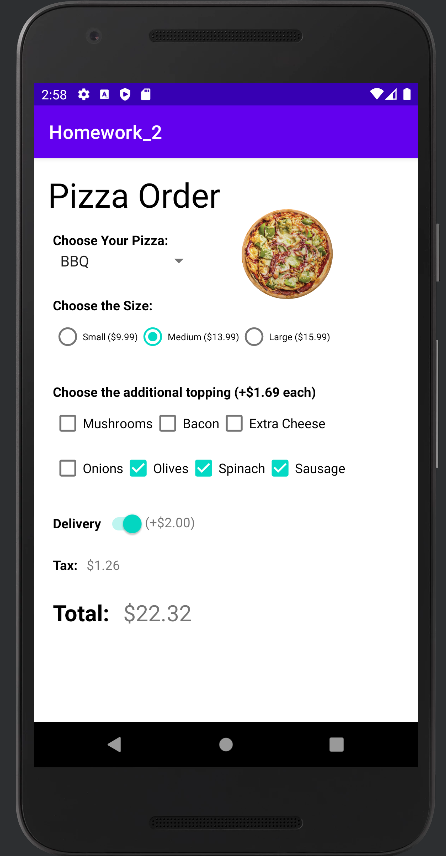 2:58
Homework_2
Pizza Order
Choose Your Pizza:
BBQ
Choose the Size:
Small ($9.99) Medium ($13.99) Large ($15.99)
Choose the additional topping (+$1.69 each)
Mushrooms Bacon Extra Cheese
Onions Olives Spinach Sausage
Delivery (+$2.00)
Tax: $1.26
Total: $22.32